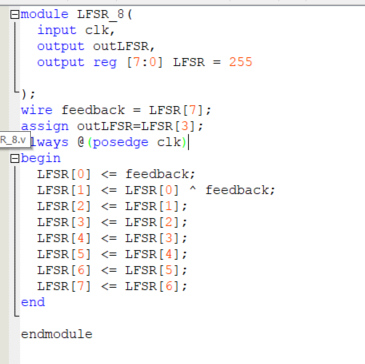 module LFSR_8(
input clk,
output outLFSR,
output reg [7:0] LFSR = 255
);
wire feedback = LFSR[7];
assign outLFSR=LFSR[3];
R_8.v
lways @(posedge clk)
begin
LFSR[0] <= feedback;
LFSR[1] <= LFSR[0] ^ feedback;
LFSR[2] <= LFSR[1];
LFSR[3] <= LFSR[2];
LFSR[4] <= LFSR[3];
LFSR[5] <= LFSR[4];
LFSR[6] <= LFSR[5];
LFSR[7] <= LFSR[6];
end
endmodule